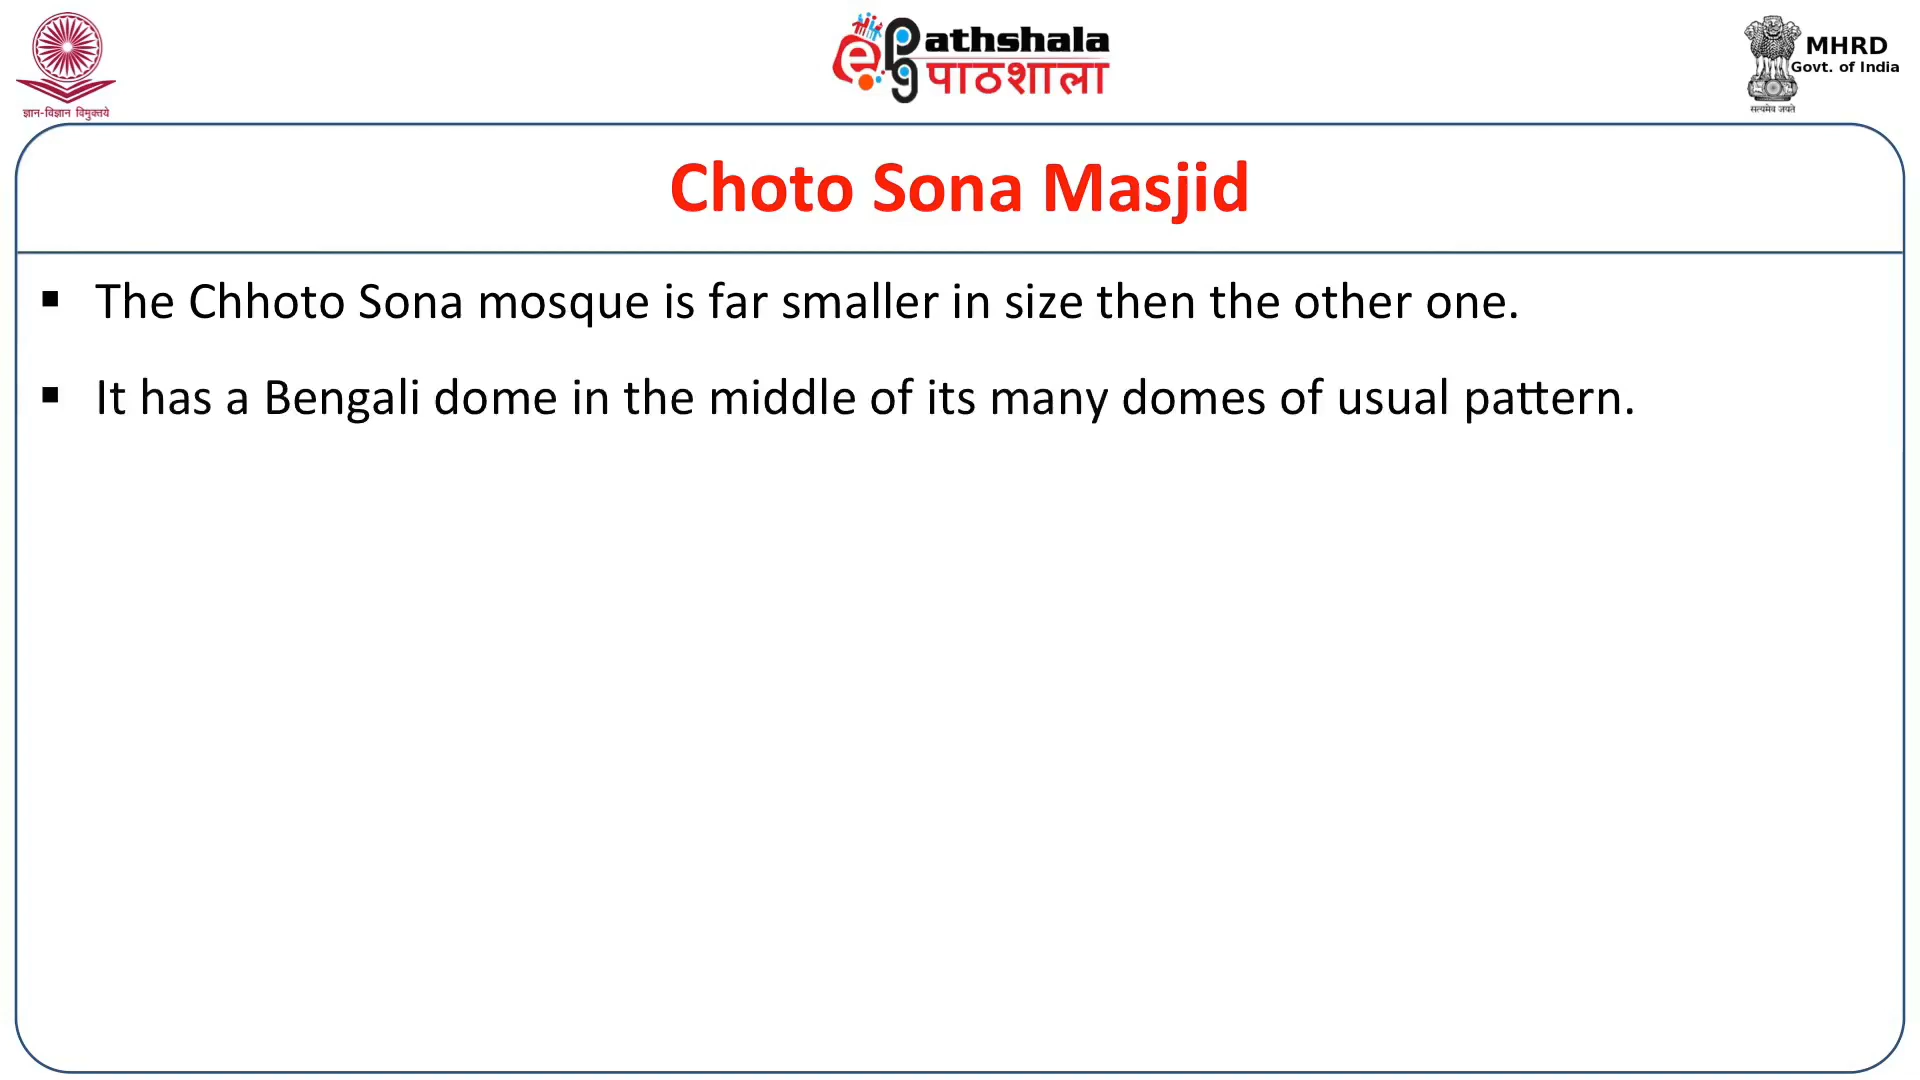 ज्ञान-विज्ञान विमुक्तये
ePathshala
पाठशाला
MHRD
Govt. of India
सत्यमेव जयते
Choto Sona Masjid
▪ The Chhoto Sona mosque is far smaller in size then the other one.
▪ It has a Bengali dome in the middle of its many domes of usual pattern.